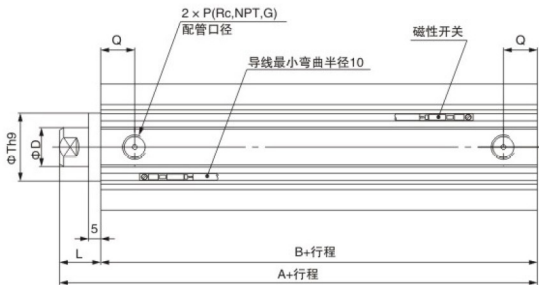 2×P(Rc,NPT,G)
配管口径
Q
磁性开关
Q
导线最小弯曲半径10
ΦTh9
ΦD
5
L
B+行程
A+行程